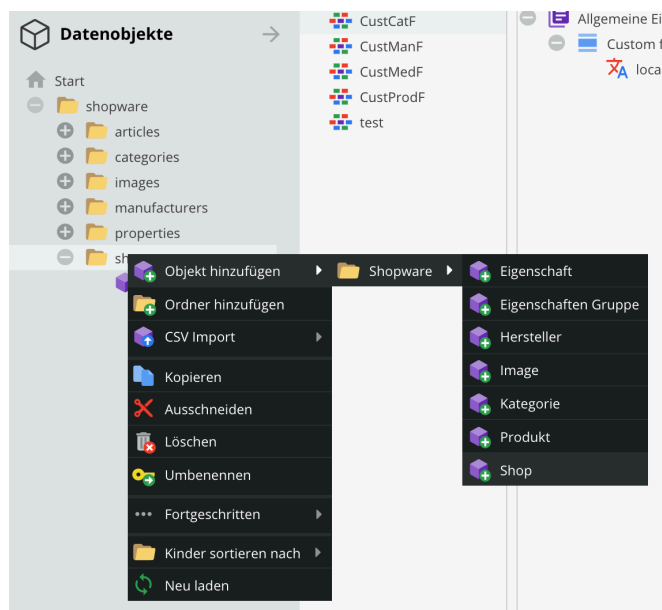 Datenobjekte
Start
shopware
articles
categories
images
manufacturers
properties
sh
CustCatF
CustManF
CustMedF
CustProdF
test
Allgemeine Ei
Custom f
loca
Objekt hinzufügen
Ordner hinzufügen
CSV Import
Kopieren
Ausschneiden
Löschen
Umbenennen
Fortgeschritten
Kinder sortieren nach
Neu laden
Shopware
Eigenschaft
Eigenschaften Gruppe
Hersteller
Image
Kategorie
Produkt
Shop